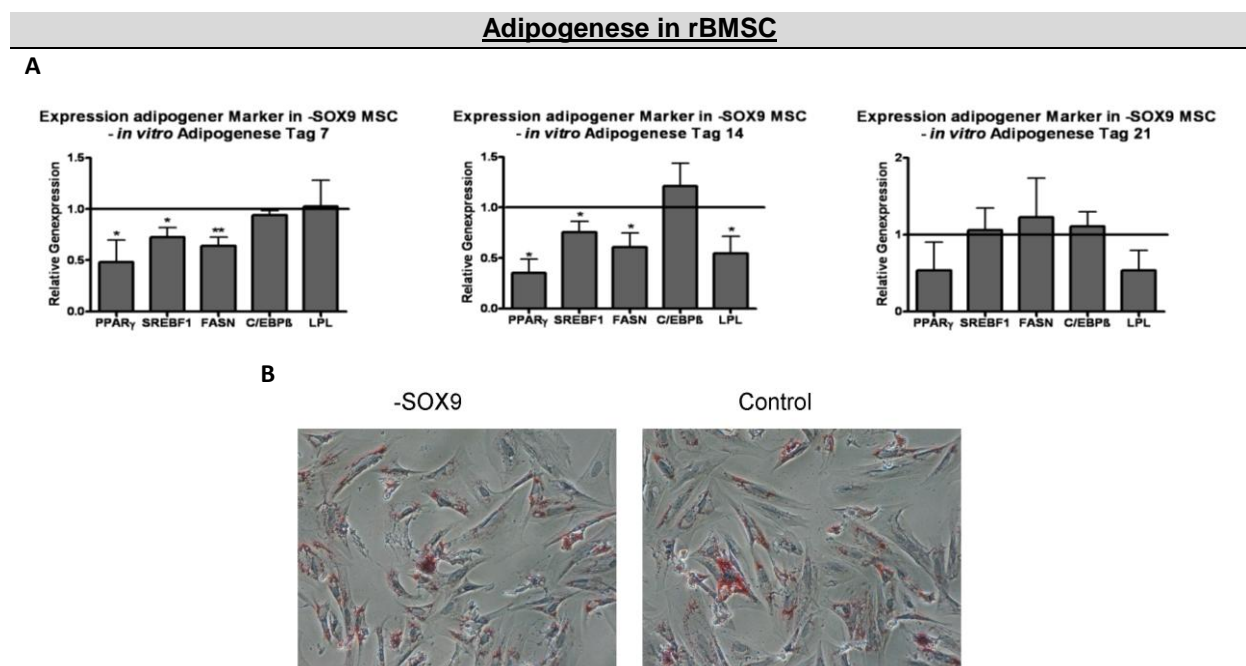 Adipogenese in rBMSC
A
Expression adipogener Marker in -SOX9 MSC
- in vitro Adipogenese Tag 7
Relative Genexpression
1.5
1.0
0.5
0.0
*
*
**
PPARγ SREBF1 FASN C/EBPß LPL
Expression adipogener Marker in -SOX9 MSC
- in vitro Adipogenese Tag 14
Relative Genexpression
1.5
1.0
0.5
0.0
*
*
*
*
PPARγ SREBF1 FASN C/EBPß LPL
Expression adipogener Marker in -SOX9 MSC
- in vitro Adipogenese Tag 21
Relative Genexpression
2
1
0
PPARγ SREBF1 FASN C/EBPß LPL
B
-SOX9
Control